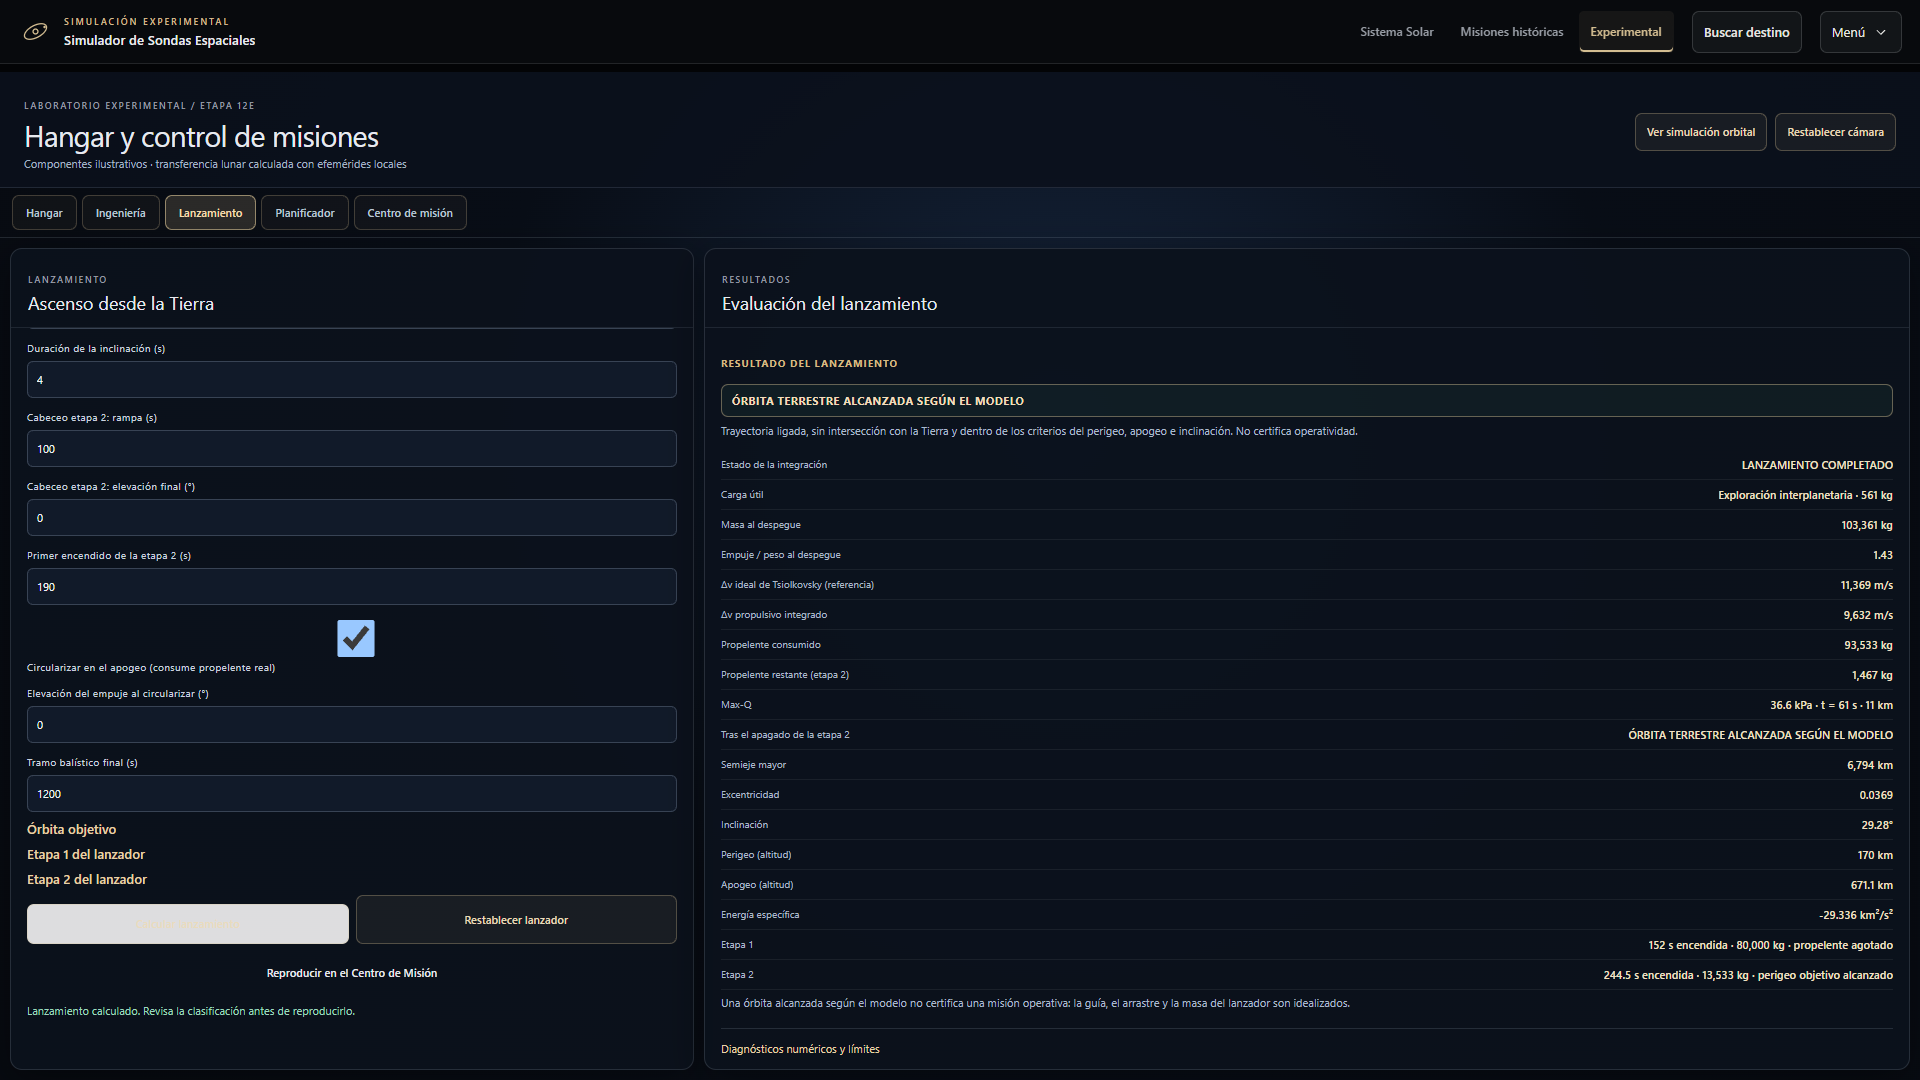 SIMULACIÓN EXPERIMENTAL
Simulador de Sondas Espaciales
Sistema Solar
Misiones históricas
Experimental
Buscar destino
Menú
LABORATORIO EXPERIMENTAL / ETAPA 12E
Hangar y control de misiones
Componentes ilustrativos · transferencia lunar calculada con efemérides locales
Ver simulación orbital
Restablecer cámara
Hangar
Ingeniería
Lanzamiento
Planificador
Centro de misión
LANZAMIENTO
Ascenso desde la Tierra
Duración de la inclinación (s)
4
Cabeceo etapa 2: rampa (s)
100
Cabeceo etapa 2: elevación final (°)
0
Primer encendido de la etapa 2 (s)
190
Circularizar en el apogeo (consume propelente real)
Elevación del empuje al circularizar (°)
0
Tramo balístico final (s)
1200
Órbita objetivo
Etapa 1 del lanzador
Etapa 2 del lanzador
Restablecer lanzador
Reproducir en el Centro de Misión
Lanzamiento calculado. Revisa la clasificación antes de reproducirlo.
RESULTADOS
Evaluación del lanzamiento
RESULTADO DEL LANZAMIENTO
ÓRBITA TERRESTRE ALCANZADA SEGÚN EL MODELO
Trayectoria ligada, sin intersección con la Tierra y dentro de los criterios del perigeo, apogeo e inclinación. No certifica operatividad.
Estado de la integración LANZAMIENTO COMPLETADO
Carga útil Exploración interplanetaria · 561 kg
Masa al despegue 103,361 kg
Empuje / peso al despegue 1.43
Δv ideal de Tsiolkovsky (referencia) 11,369 m/s
Δv propulsivo integrado 9,632 m/s
Propelente consumido 93,533 kg
Propelente restante (etapa 2) 1,467 kg
Max-Q 36.6 kPa · t = 61 s · 11 km
Tras el apagado de la etapa 2 ÓRBITA TERRESTRE ALCANZADA SEGÚN EL MODELO
Semieje mayor 6,794 km
Excentricidad 0.0369
Inclinación 29.28°
Perigeo (altitud) 170 km
Apogeo (altitud) 671.1 km
Energía específica -29.336 km²/s²
Etapa 1 152 s encendida · 80,000 kg · propelente agotado
Etapa 2 244.5 s encendida · 13,533 kg · perigeo objetivo alcanzado
Una órbita alcanzada según el modelo no certifica una misión operativa: la guía, el arrastre y la masa del lanzador son idealizados.
Diagnósticos numéricos y límites